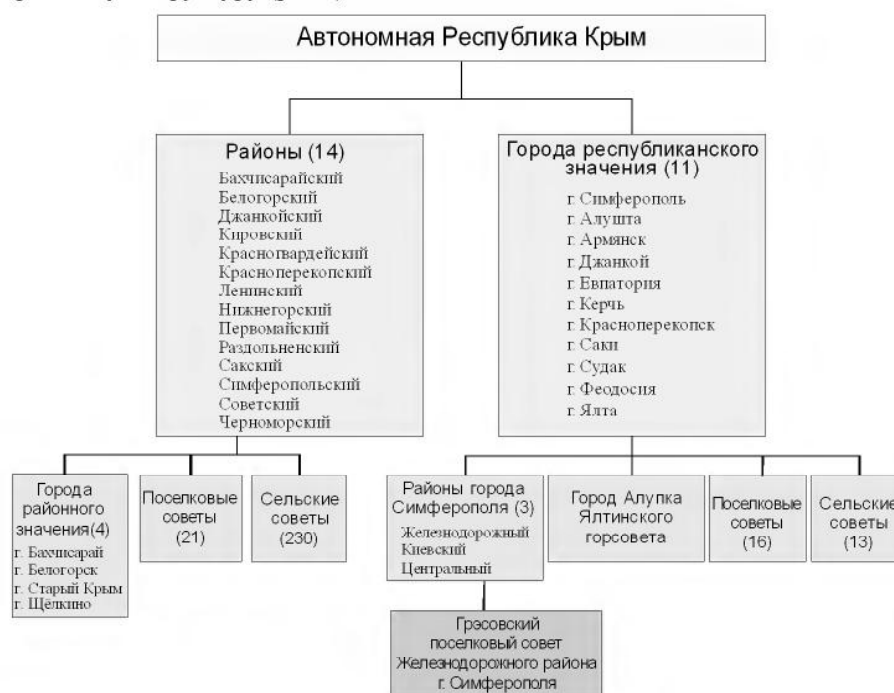 Автономная Республика Крым
Районы (14)
Бахчисарайский
Белогорский
Джанкойский
Кировский
Красногвардейский
Красноперекопский
Ленинский
Нижнегорский
Первомайский
Раздольненский
Сакский
Симферопольский
Советский
Черноморский
Города республиканского
значения (11)
г. Симферополь
г. Алушта
г. Армянск
г. Джанкой
г. Евпатория
г. Керчь
г. Красноперекопск
г. Саки
г. Судак
г. Феодосия
г. Ялта
Города
районного
значения(4)
г. Бахчисарай
г. Белогорск
г. Старый Крым
г. Щёлкино
Поселковые
советы
(21)
Сельские
советы
(230)
Районы города
Симферополя (3)
Железнодорожный
Киевский
Центральный
Город Алупка
Ялтинского
горсовета
Поселковые
советы
(16)
Сельские
советы
(13)
Грэсовский
поселковый совет
Железнодорожного района
г. Симферополя